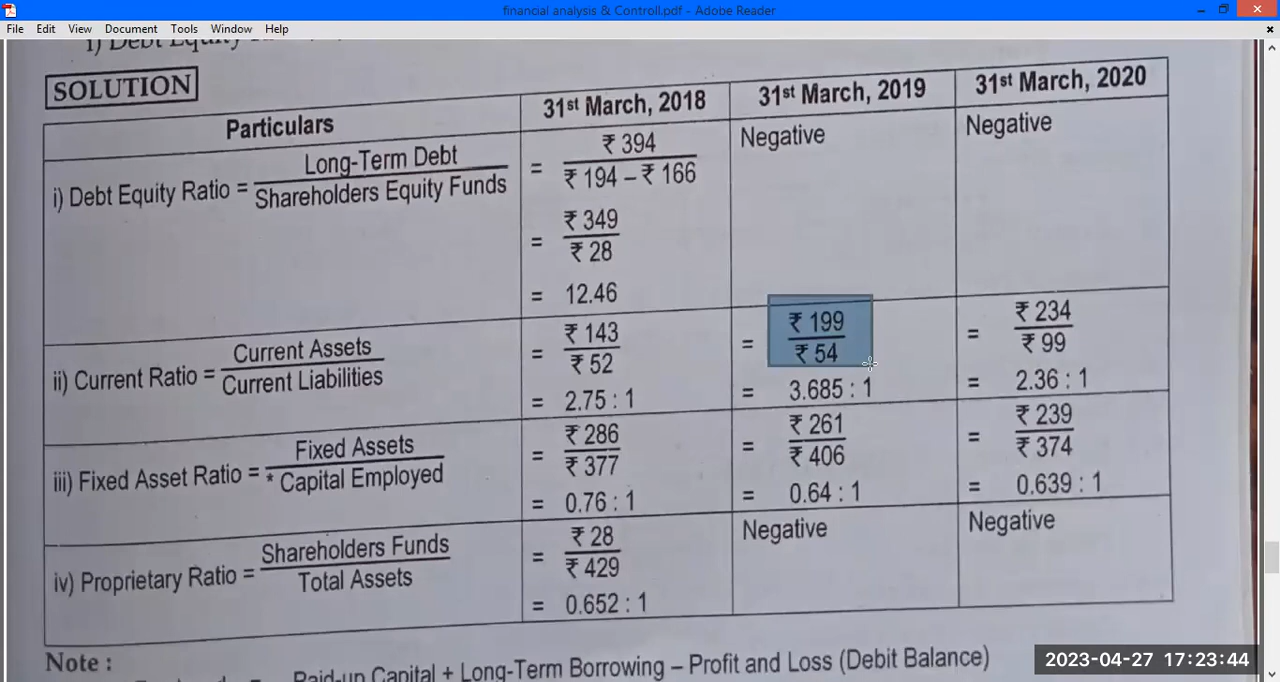 financial analysis & Controll.pdf - Adobe Reader
File Edit View Document Tools Window Help
i) Debt Equity
SOLUTION
Particulars 31st March, 2018 31st March, 2019 31st March, 2020
i) Debt Equity Ratio = Long-Term Debt / Shareholders Equity Funds = ₹ 394 / ₹ 194 – ₹ 166 Negative Negative
= ₹ 349 / ₹ 28
= 12.46
ii) Current Ratio = Current Assets / Current Liabilities = ₹ 143 / ₹ 52 = ₹ 199 / ₹ 54 = ₹ 234 / ₹ 99
= 2.75 : 1 = 3.685 : 1 = 2.36 : 1
iii) Fixed Asset Ratio = Fixed Assets / * Capital Employed = ₹ 286 / ₹ 377 = ₹ 261 / ₹ 406 = ₹ 239 / ₹ 374
= 0.76 : 1 = 0.64 : 1 = 0.639 : 1
iv) Proprietary Ratio = Shareholders Funds / Total Assets = ₹ 28 / ₹ 429 Negative Negative
= 0.652 : 1
Note :
Paid-up Capital + Long-Term Borrowing – Profit and Loss (Debit Balance)
2023-04-27 17:23:44